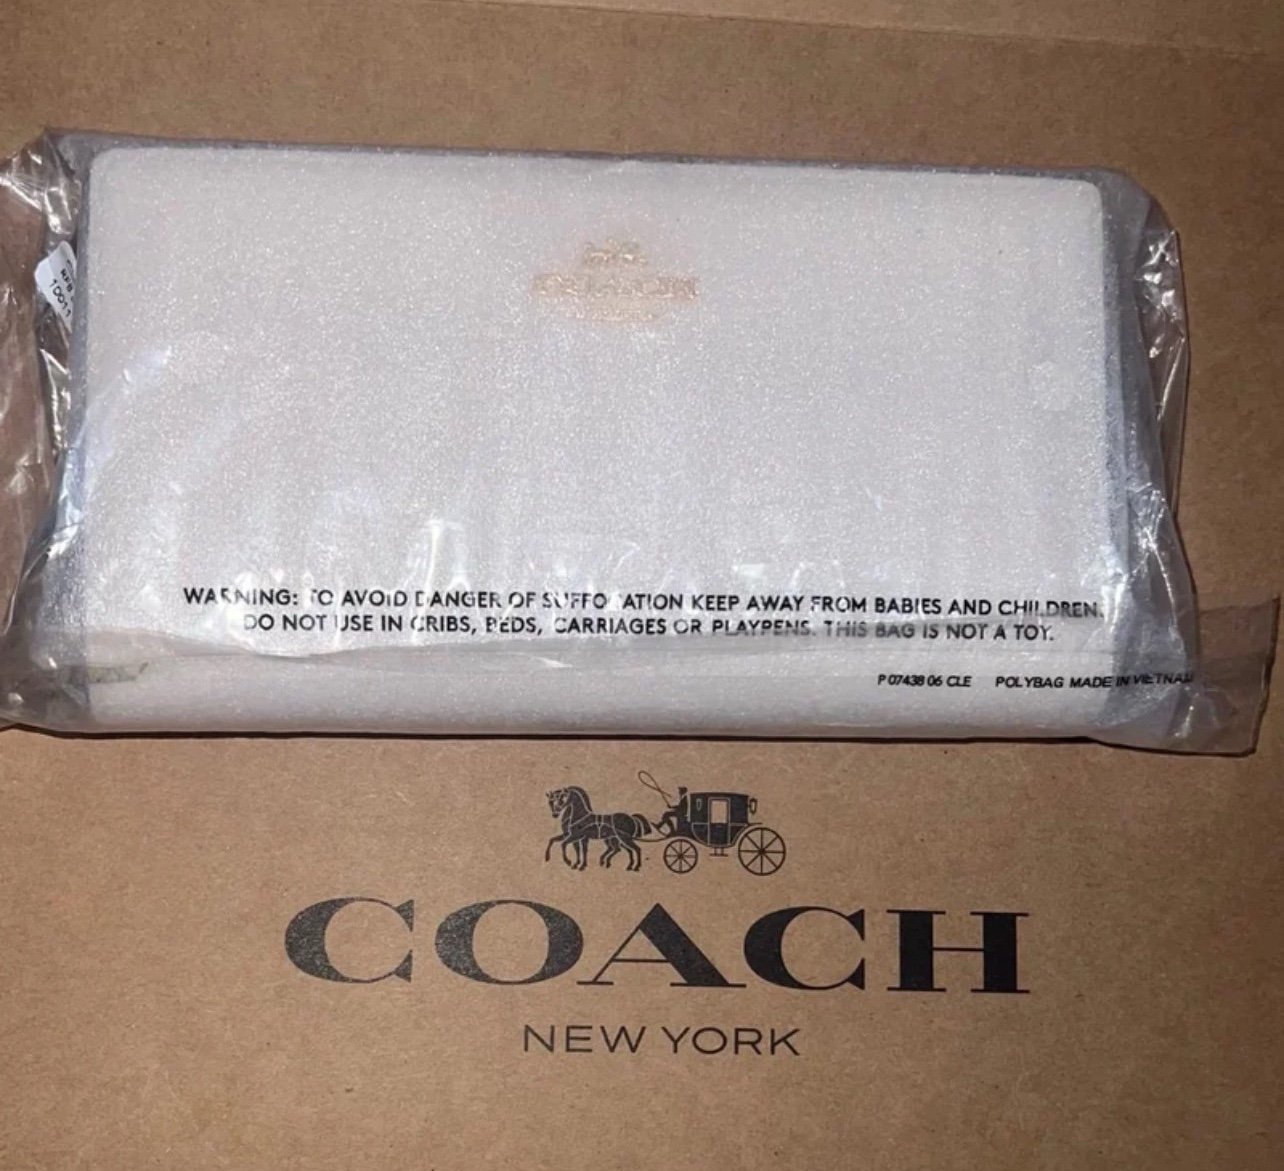 COACH
WARNING: TO AVOID DANGER OF SUFFOCATION KEEP AWAY FROM BABIES AND CHILDREN.
DO NOT USE IN CRIBS, BEDS, CARRIAGES OR PLAYPENS. THIS BAG IS NOT A TOY.
P 07438 06 CLE POLYBAG MADE IN VIETNAM
COACH
NEW YORK